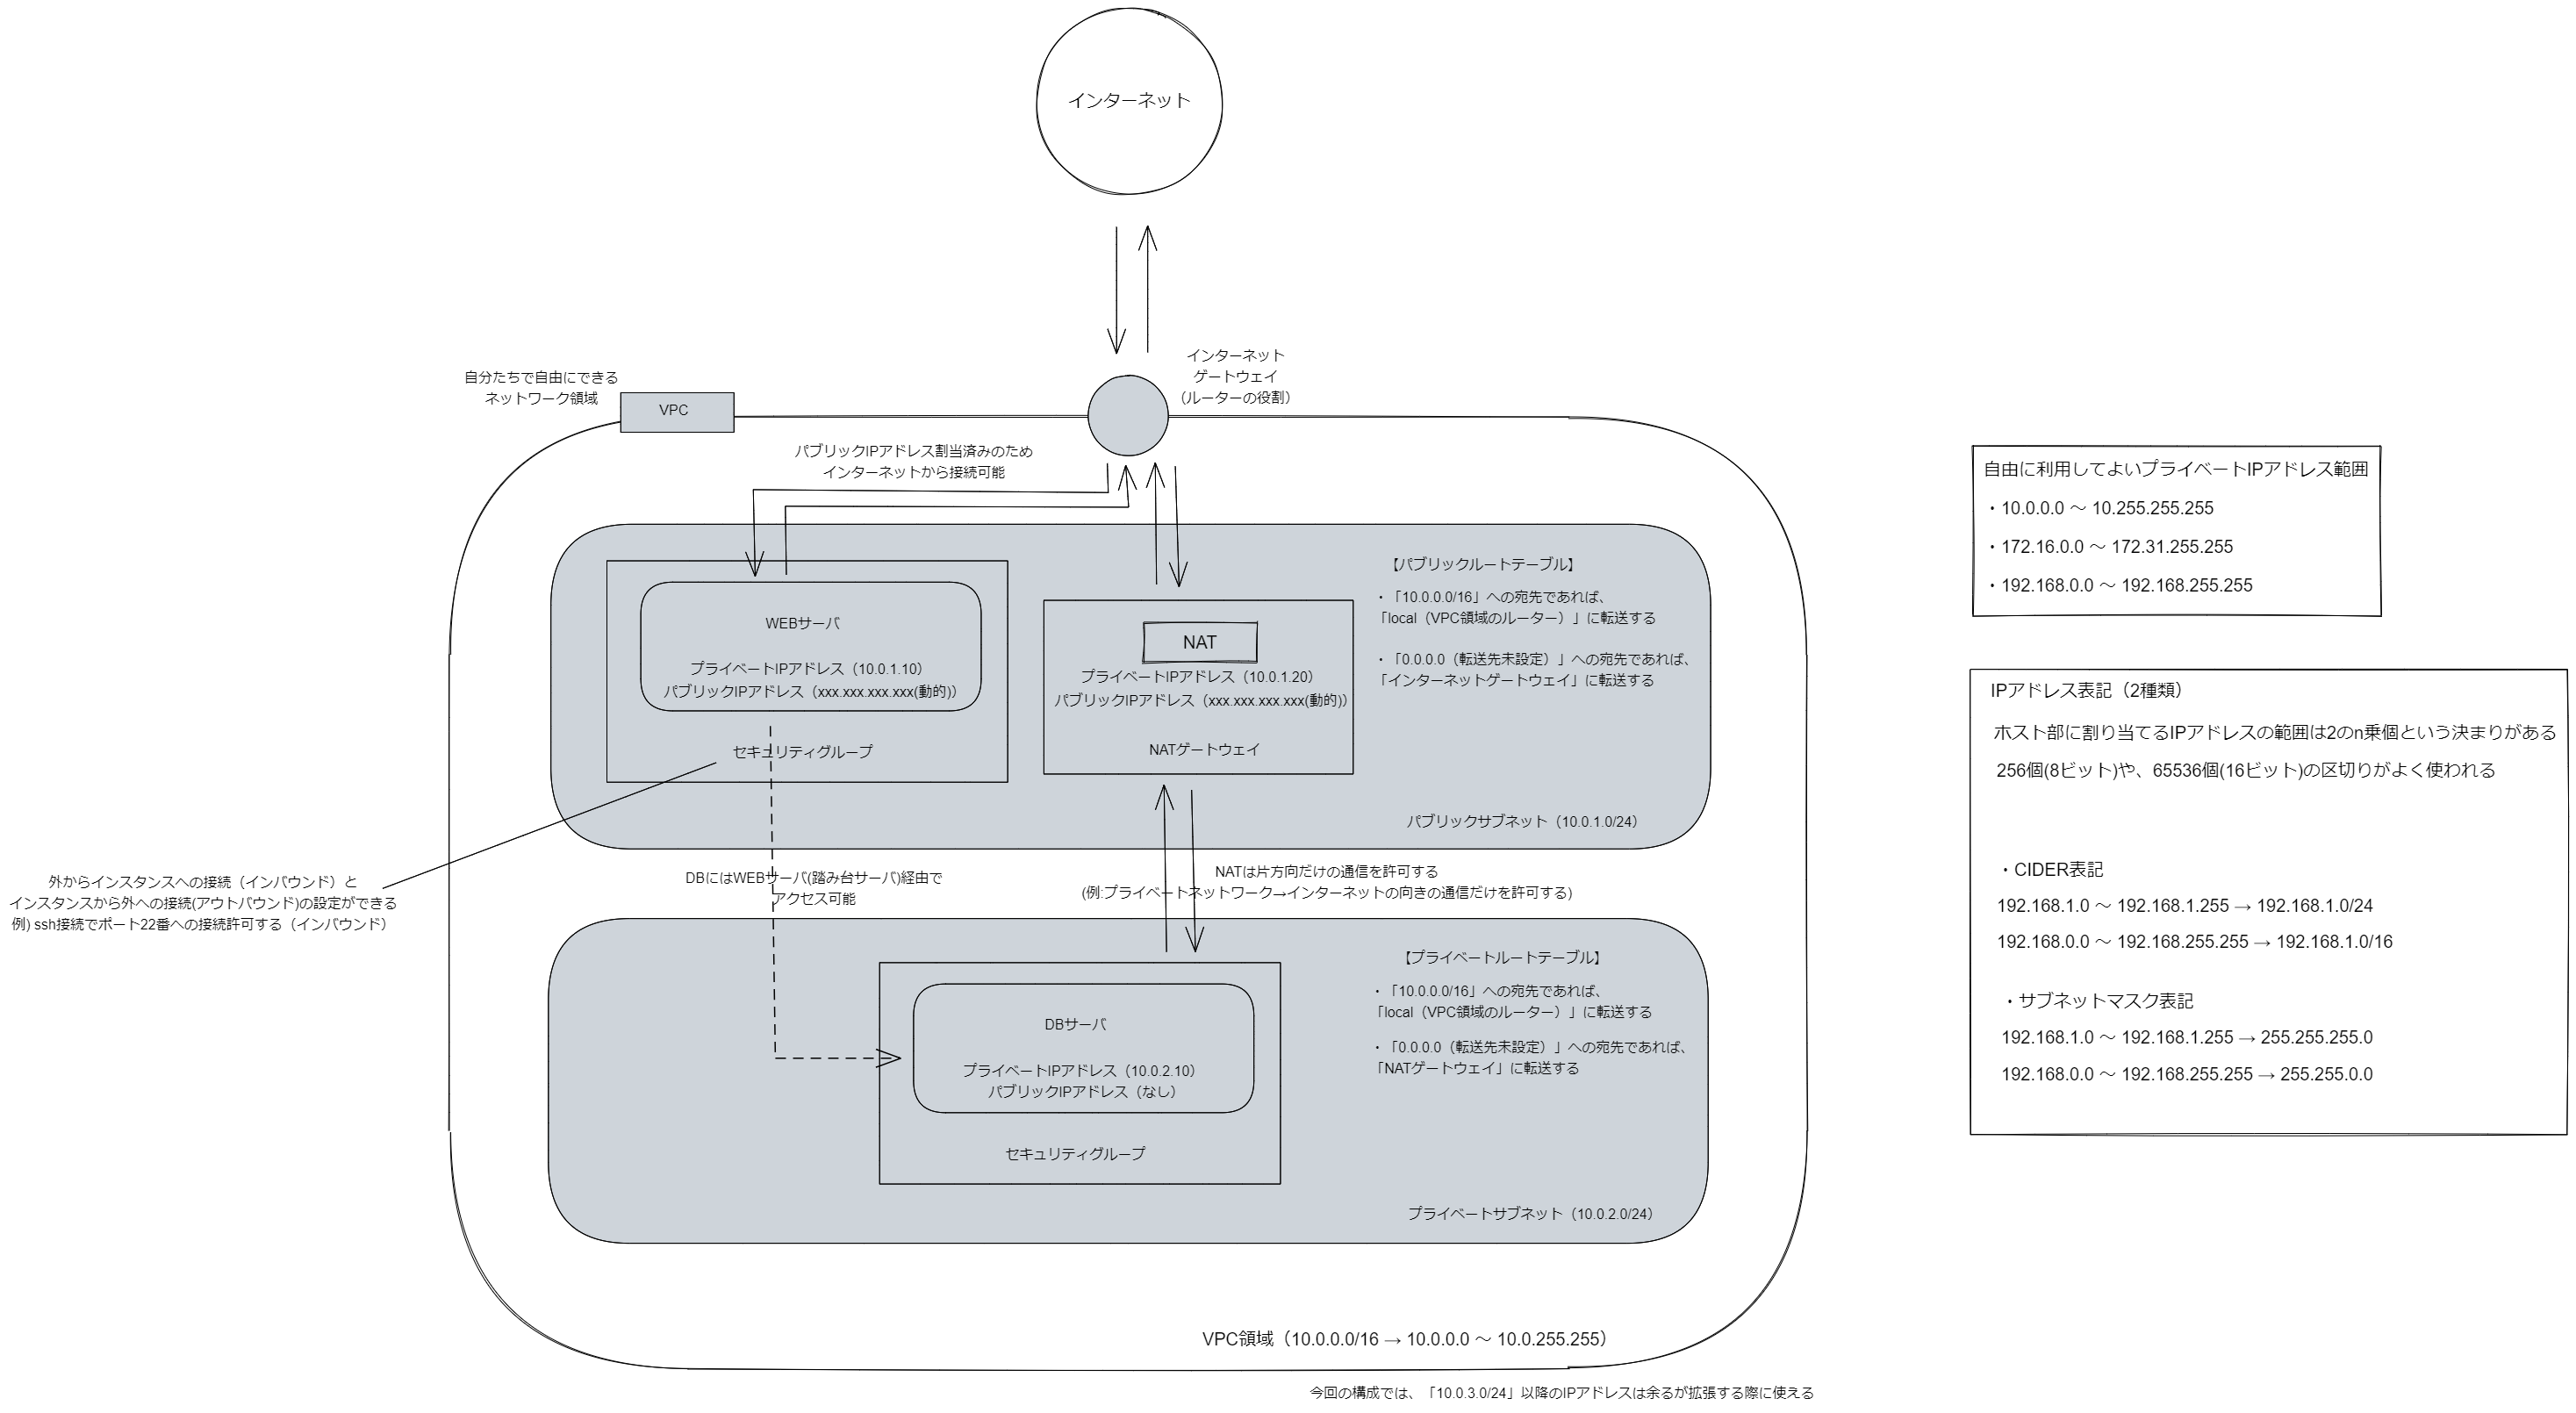 インターネット
インターネット
ゲートウェイ
（ルーターの役割）
自分たちで自由にできる
ネットワーク領域
VPC
パブリックIPアドレス割当済みのため
インターネットから接続可能
WEBサーバ
プライベートIPアドレス（10.0.1.10）
パブリックIPアドレス（xxx.xxx.xxx.xxx(動的)）
セキュリティグループ
NAT
プライベートIPアドレス（10.0.1.20）
パブリックIPアドレス（xxx.xxx.xxx.xxx(動的)）
NATゲートウェイ
【パブリックルートテーブル】
・「10.0.0.0/16」への宛先であれば、
「local（VPC領域のルーター）」に転送する
・「0.0.0.0（転送先未設定）」への宛先であれば、
「インターネットゲートウェイ」に転送する
パブリックサブネット（10.0.1.0/24）
外からインスタンスへの接続（インバウンド）と
インスタンスから外への接続(アウトバウンド)の設定ができる
例) ssh接続でポート22番への接続許可する（インバウンド）
DBにはWEBサーバ(踏み台サーバ)経由で
アクセス可能
NATは片方向だけの通信を許可する
(例:プライベートネットワーク→インターネットの向きの通信だけを許可する)
DBサーバ
プライベートIPアドレス（10.0.2.10）
パブリックIPアドレス（なし）
セキュリティグループ
【プライベートルートテーブル】
・「10.0.0.0/16」への宛先であれば、
「local（VPC領域のルーター）」に転送する
・「0.0.0.0（転送先未設定）」への宛先であれば、
「NATゲートウェイ」に転送する
プライベートサブネット（10.0.2.0/24）
VPC領域（10.0.0.0/16 → 10.0.0.0 ～ 10.0.255.255）
今回の構成では、「10.0.3.0/24」以降のIPアドレスは余るが拡張する際に使える
自由に利用してよいプライベートIPアドレス範囲
・10.0.0.0 ～ 10.255.255.255
・172.16.0.0 ～ 172.31.255.255
・192.168.0.0 ～ 192.168.255.255
IPアドレス表記（2種類）
ホスト部に割り当てるIPアドレスの範囲は2のn乗個という決まりがある
256個(8ビット)や、65536個(16ビット)の区切りがよく使われる
・CIDER表記
192.168.1.0 ～ 192.168.1.255 → 192.168.1.0/24
192.168.0.0 ～ 192.168.255.255 → 192.168.1.0/16
・サブネットマスク表記
192.168.1.0 ～ 192.168.1.255 → 255.255.255.0
192.168.0.0 ～ 192.168.255.255 → 255.255.0.0